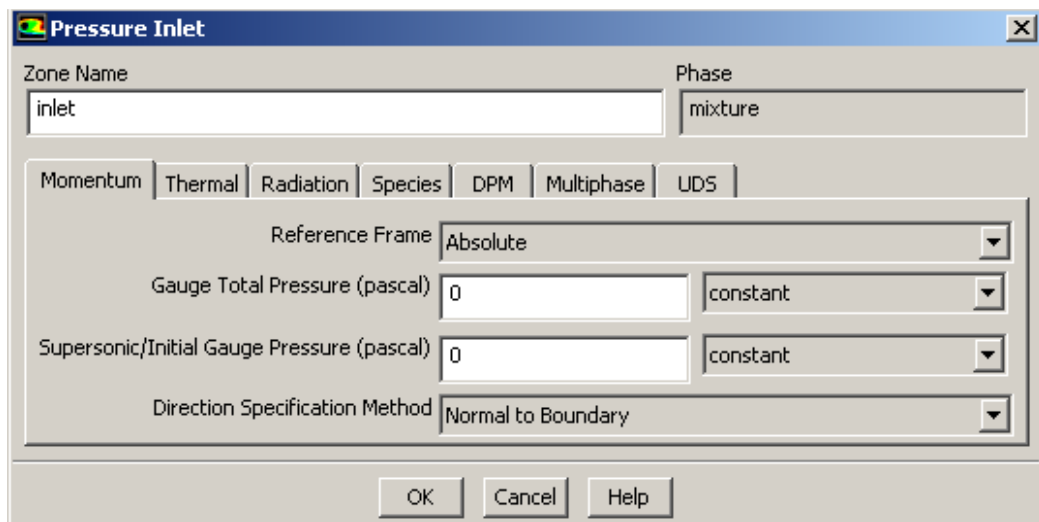 Pressure Inlet
Zone Name Phase
inlet mixture
Momentum Thermal Radiation Species DPM Multiphase UDS
Reference Frame Absolute
Gauge Total Pressure (pascal) 0 constant
Supersonic/Initial Gauge Pressure (pascal) 0 constant
Direction Specification Method Normal to Boundary
OK Cancel Help